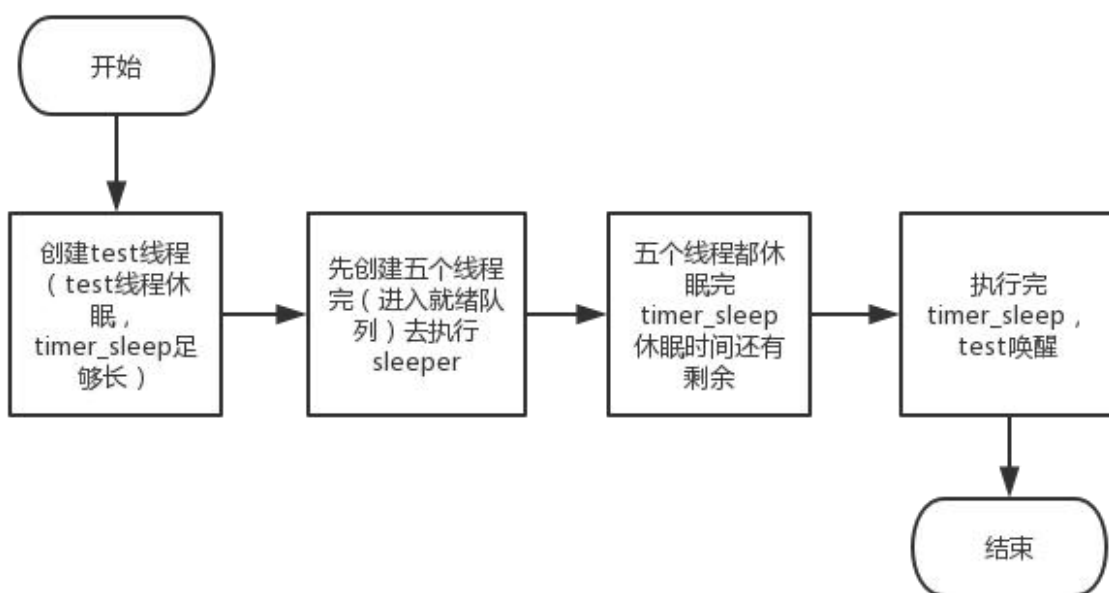 开始
创建test线程
（test线程休
眠，
timer_sleep足
够长）
先创建五个线程
完（进入就绪队
列）去执行
sleeper
五个线程都休
眠完
timer_sleep
休眠时间还有
剩余
执行完
timer_sleep，
test唤醒
结束